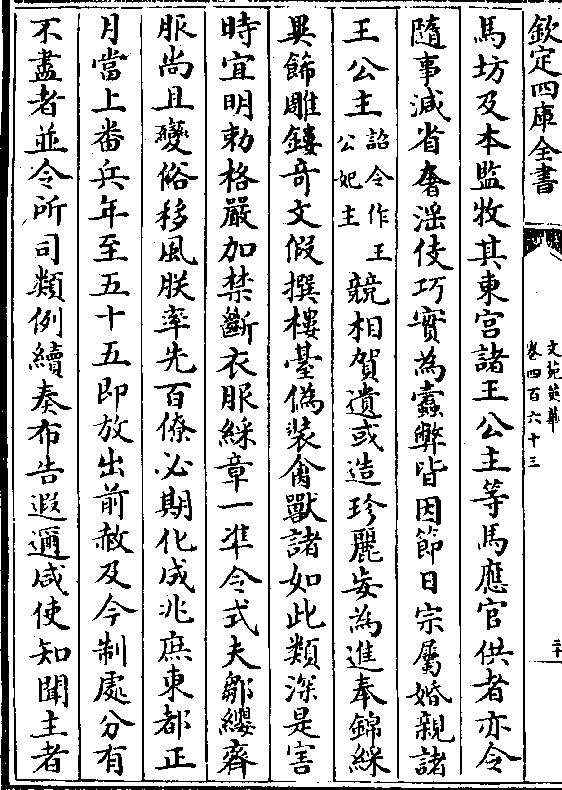 欽定四庫全書
文苑英華
卷四百六十三
二十
馬坊及本監牧其東宮諸王公主等馬應官供者亦令
隨事減省奢滛伎巧實為蠧弊皆因節日宗屬婚親諸
王公主詔令作王公妃主競相賀遺或造珍麗妄為進奉錦綵
異飾雕鏤奇文假撰樓臺偽裝禽獸諸如此類深是害
時宜明勅格嚴加禁斷衣服綵章一準令式夫鄒纓齊
服尚且變俗移風朕率先百僚必期化成兆庶東都正
月當上番兵年至五十五即放出前赦及今制處分有
不盡者並令所司類例續奏布告遐邇咸使知聞主者